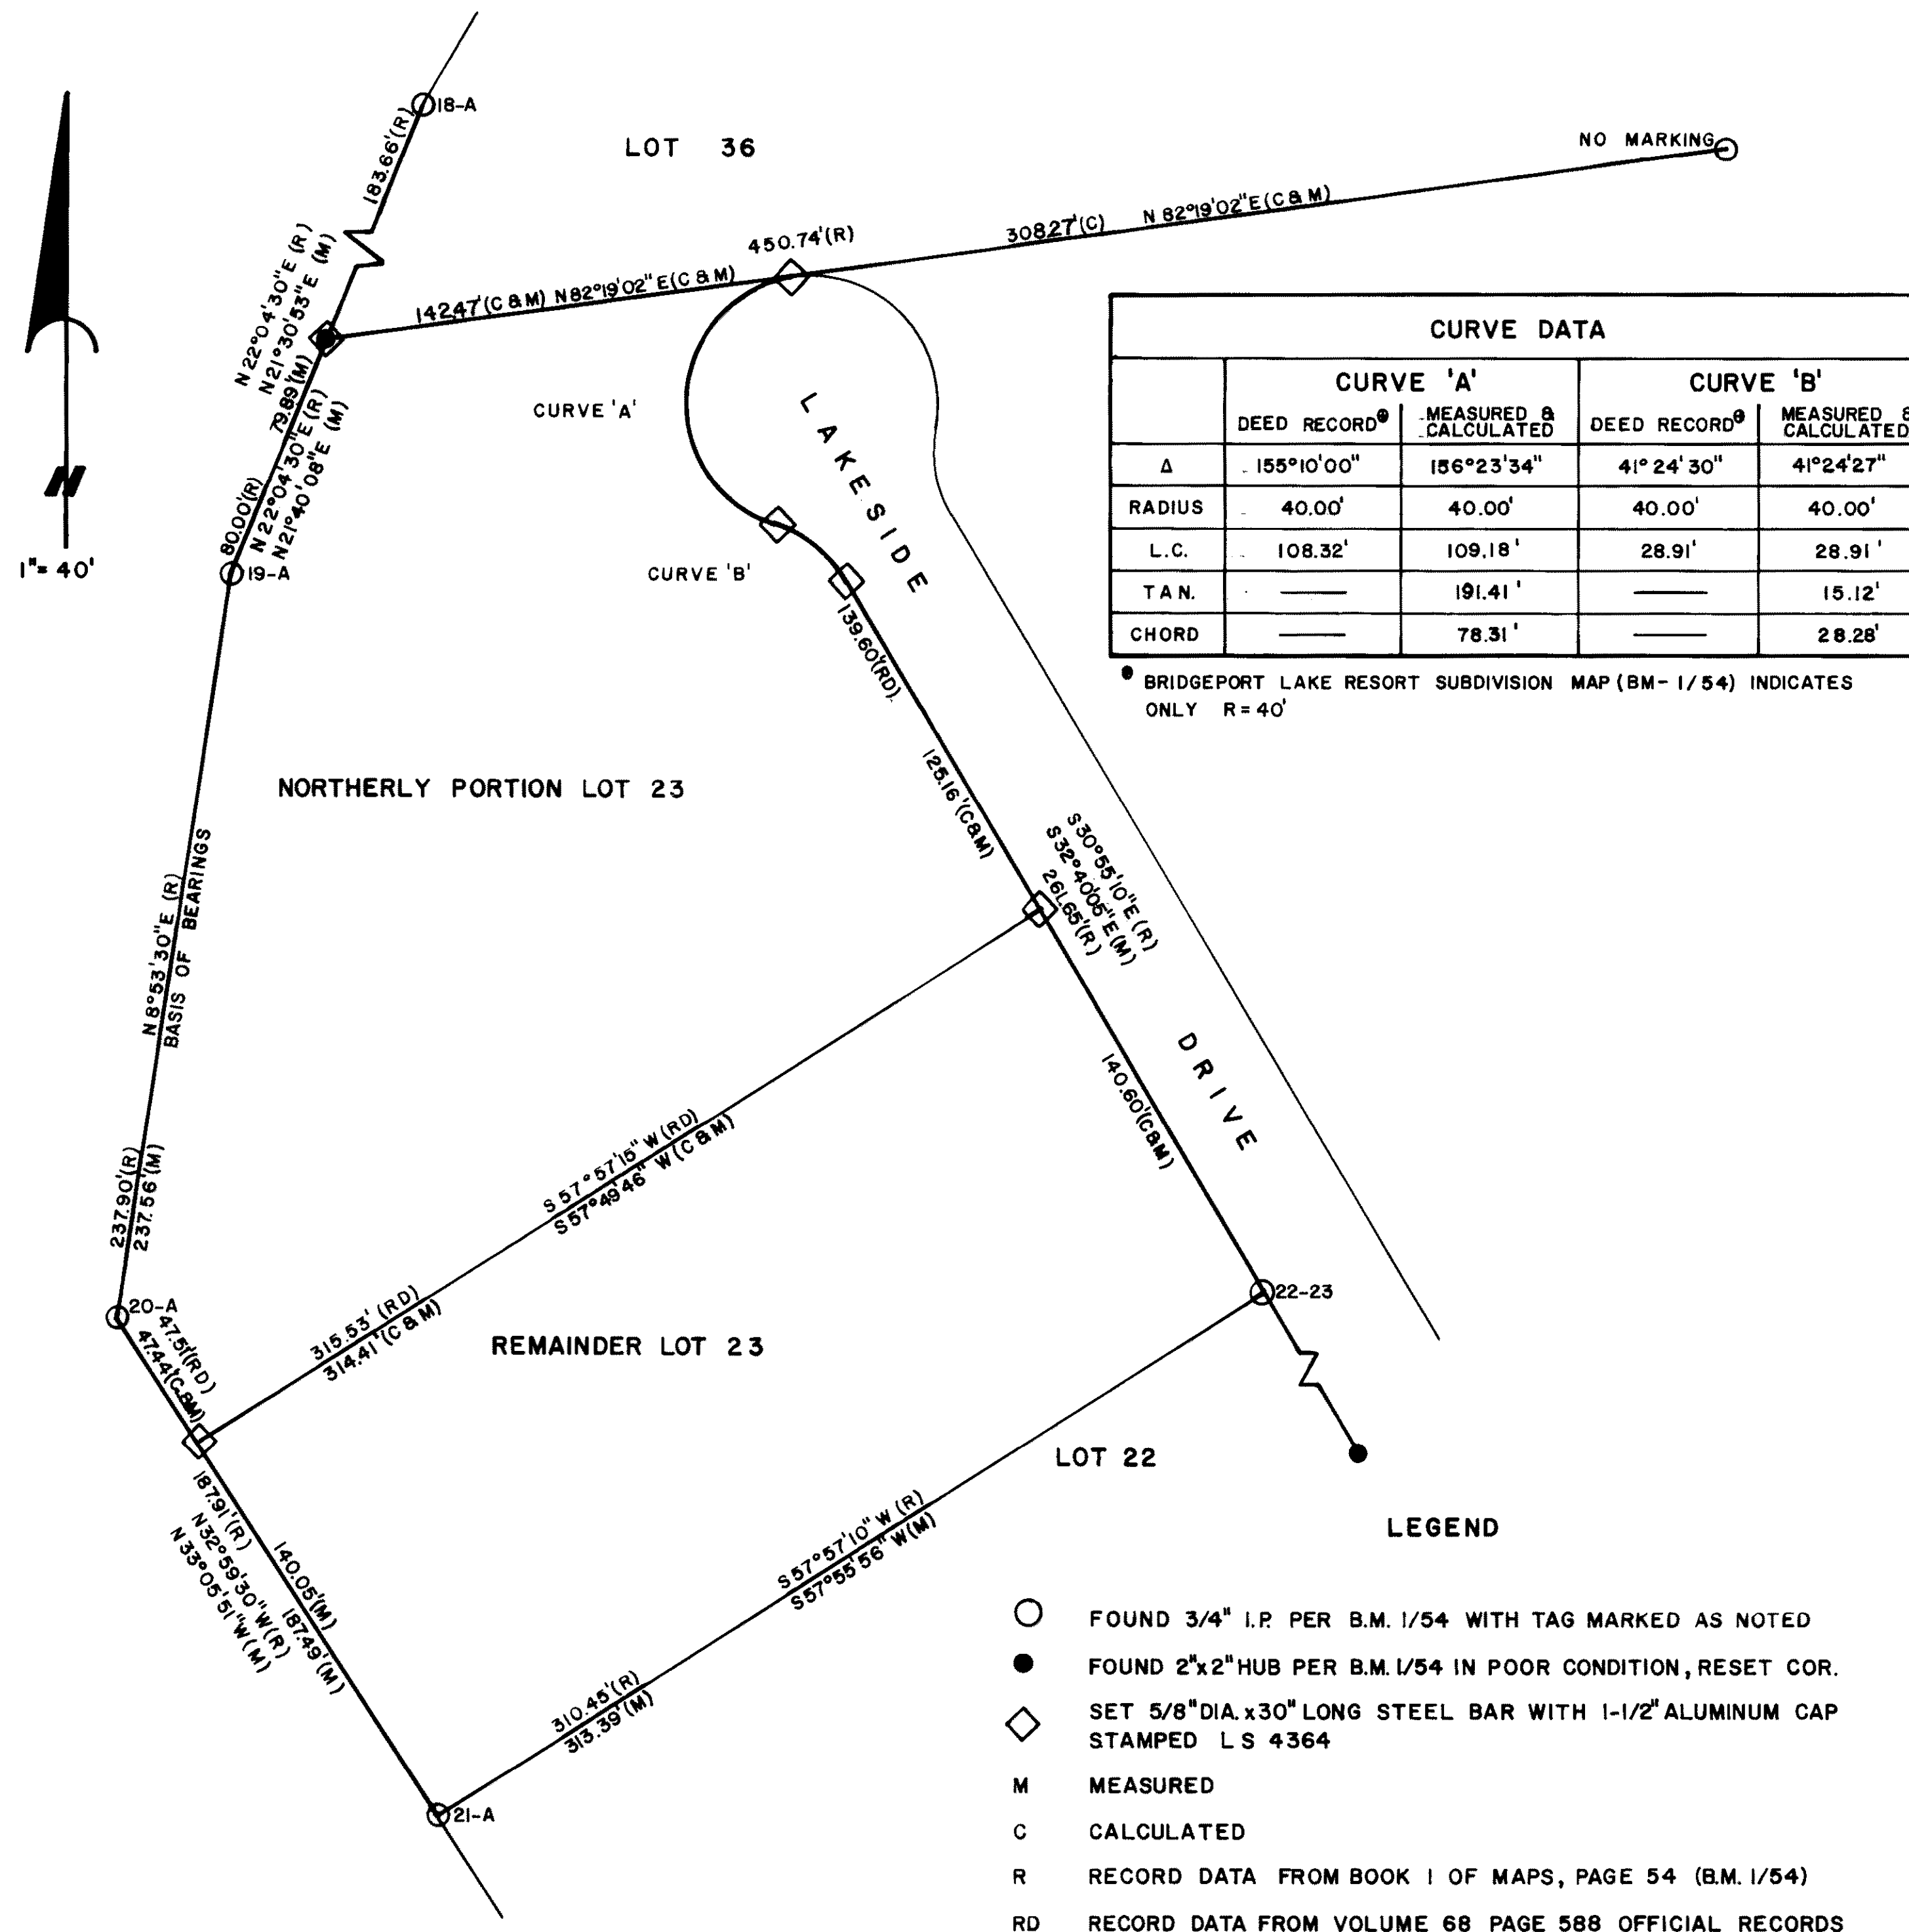 18-A
183.66'(R)
LOT 36
NO MARKING
N 82°19'02"E(C & M)
308.27'(C)
450.74'(R)
142.47'(C & M) N82°19'02"E(C & M)
N 22°04'30"E (R)
N 21°30'53"E (M)
79.89'(M)
80.00'(R)
N 22°04'30"E (R)
N 21°40'08"E (M)
19-A
N
1"= 40'
CURVE 'A'
CURVE 'B'
LAKESIDE
DRIVE
CURVE DATA
CURVE 'A' CURVE 'B'
DEED RECORD MEASURED & CALCULATED DEED RECORD MEASURED & CALCULATED
Δ 155°10'00" 156°23'34" 41°24'30" 41°24'27"
RADIUS 40.00' 40.00' 40.00' 40.00'
L.C. 108.32' 109.18' 28.91' 28.91'
TAN. 191.41' 15.12'
CHORD 78.31' 28.28'
BRIDGEPORT LAKE RESORT SUBDIVISION MAP (BM-1/54) INDICATES
ONLY R=40'
139.60'(RD)
125.16'(C&M)
S 30°55'10"E (R)
S 32°40'05"E (M)
261.65'(R)
140.60'(C&M)
NORTHERLY PORTION LOT 23
N 8°53'30"E (R)
BASIS OF BEARINGS
237.90'(R)
237.56'(M)
20-A
47.51'(RD)
47.44'(C&M)
S 57°57'15" W (RD)
S 57°49'46" W (C & M)
315.53' (RD)
314.41' (C & M)
REMAINDER LOT 23
22-23
LOT 22
187.91'(R)
N 32°59'30"W (R)
N 33°05'51"W (M)
140.05'(M)
187.49'(M)
S 57°57'10" W (R)
S 57°55'56" W (M)
310.45'(R)
313.39'(M)
21-A
LEGEND
FOUND 3/4" I.P. PER B.M. 1/54 WITH TAG MARKED AS NOTED
FOUND 2"x2" HUB PER B.M. 1/54 IN POOR CONDITION, RESET COR.
SET 5/8" DIA. x 30" LONG STEEL BAR WITH 1-1/2" ALUMINUM CAP
STAMPED L S 4364
M MEASURED
C CALCULATED
R RECORD DATA FROM BOOK 1 OF MAPS, PAGE 54 (B.M. 1/54)
RD RECORD DATA FROM VOLUME 68 PAGE 588 OFFICIAL RECORDS